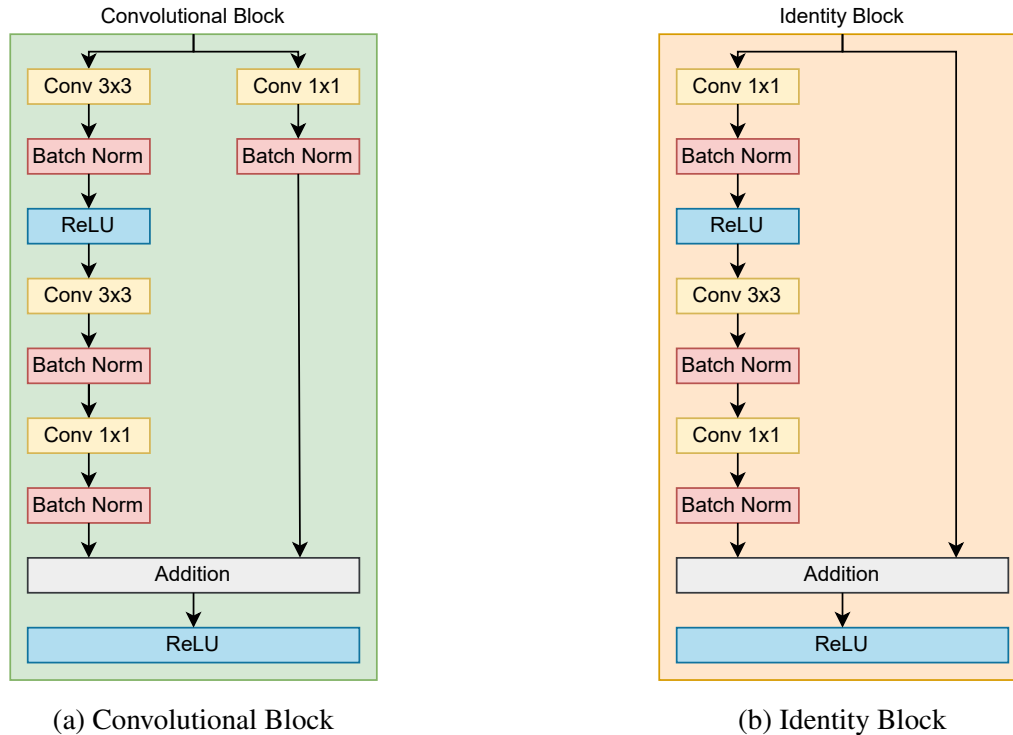 Convolutional Block
Conv 3x3
Conv 1x1
Batch Norm
Batch Norm
ReLU
Conv 3x3
Batch Norm
Conv 1x1
Batch Norm
Addition
ReLU
(a) Convolutional Block
Identity Block
Conv 1x1
Batch Norm
ReLU
Conv 3x3
Batch Norm
Conv 1x1
Batch Norm
Addition
ReLU
(b) Identity Block